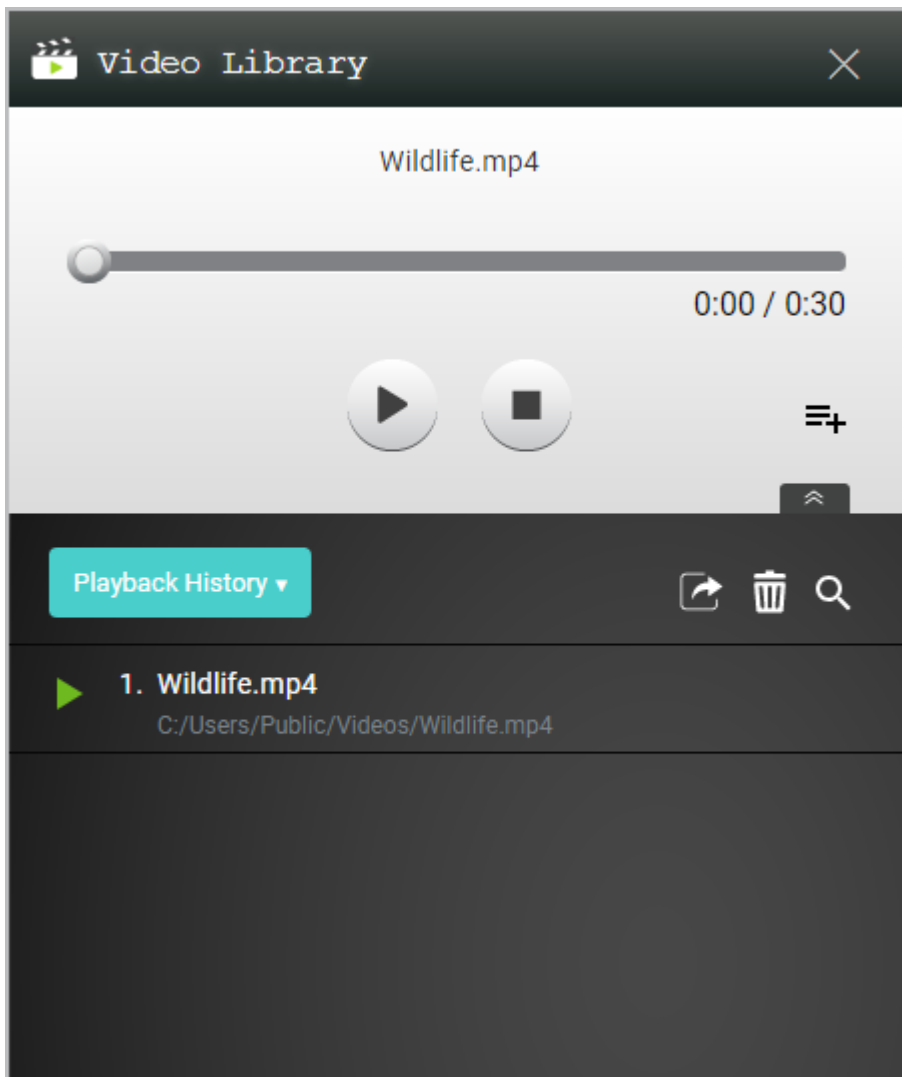 Video Library
Wildlife.mp4
0:00 / 0:30
Playback History ▾
1. Wildlife.mp4
C:/Users/Public/Videos/Wildlife.mp4